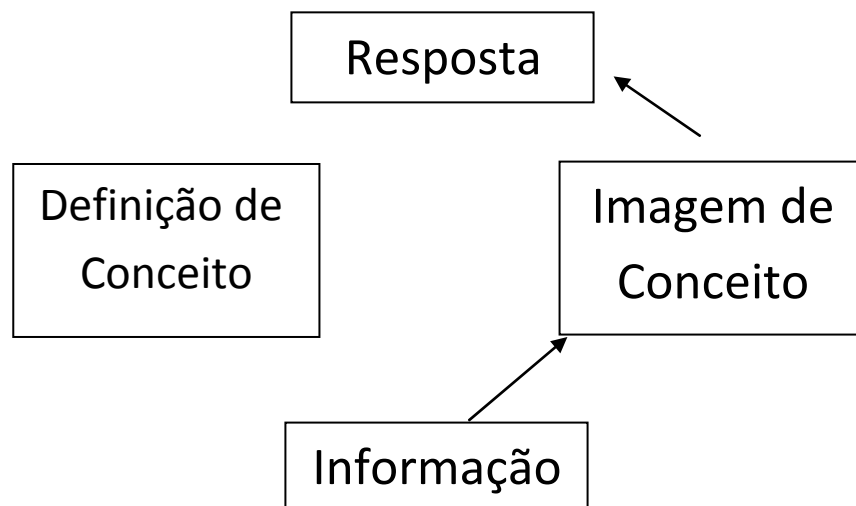 Resposta
Definição de
Conceito
Imagem de
Conceito
Informação